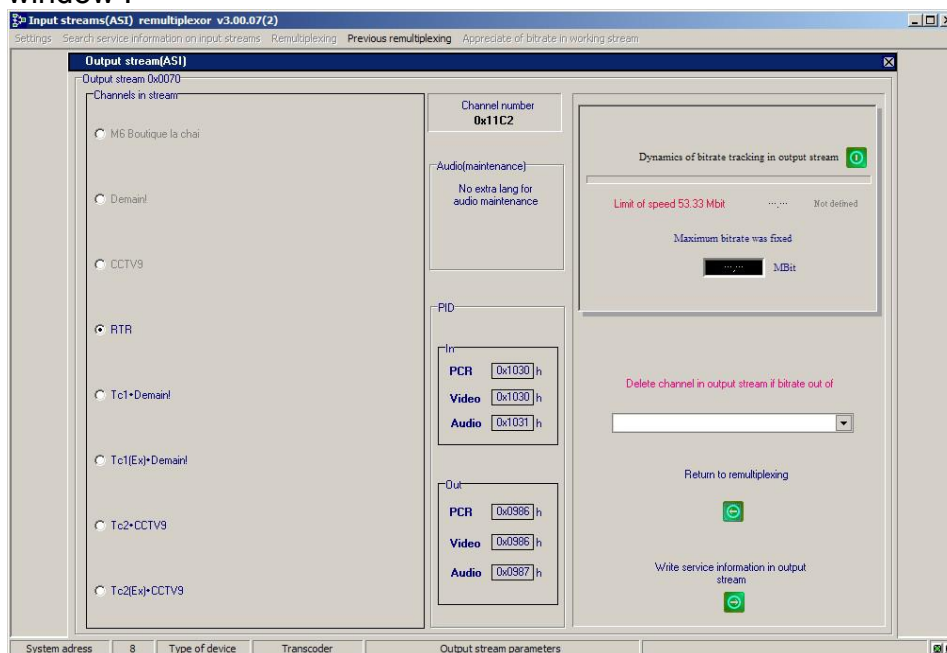 Input streams(ASI) remultiplexor v3.00.07(2)
Settings Search service information on input streams Remultiplexing Previous remultiplexing Appreciate of bitrate in working stream
Output stream(ASI)
Output stream 0x0070
Channels in stream
M6 Boutique la chai
Demain!
CCTV9
RTR
Tc1•Demain!
Tc1(Ex)•Demain!
Tc2•CCTV9
Tc2(Ex)•CCTV9
Channel number
0x11C2
Audio(maintenance)
No extra lang for
audio maintenance
PID
In
PCR 0x1030 h
Video 0x1030 h
Audio 0x1031 h
Out
PCR 0x0986 h
Video 0x0986 h
Audio 0x0987 h
Dynamics of bitrate tracking in output stream
Limit of speed 53.33 Mbit ---,--- Not defined
Maximum bitrate was fixed
---,--- MBit
Delete channel in output stream if bitrate out of
Return to remultiplexing
Write service information in output
stream
System adress 8 Type of device Transcoder Output stream parameters